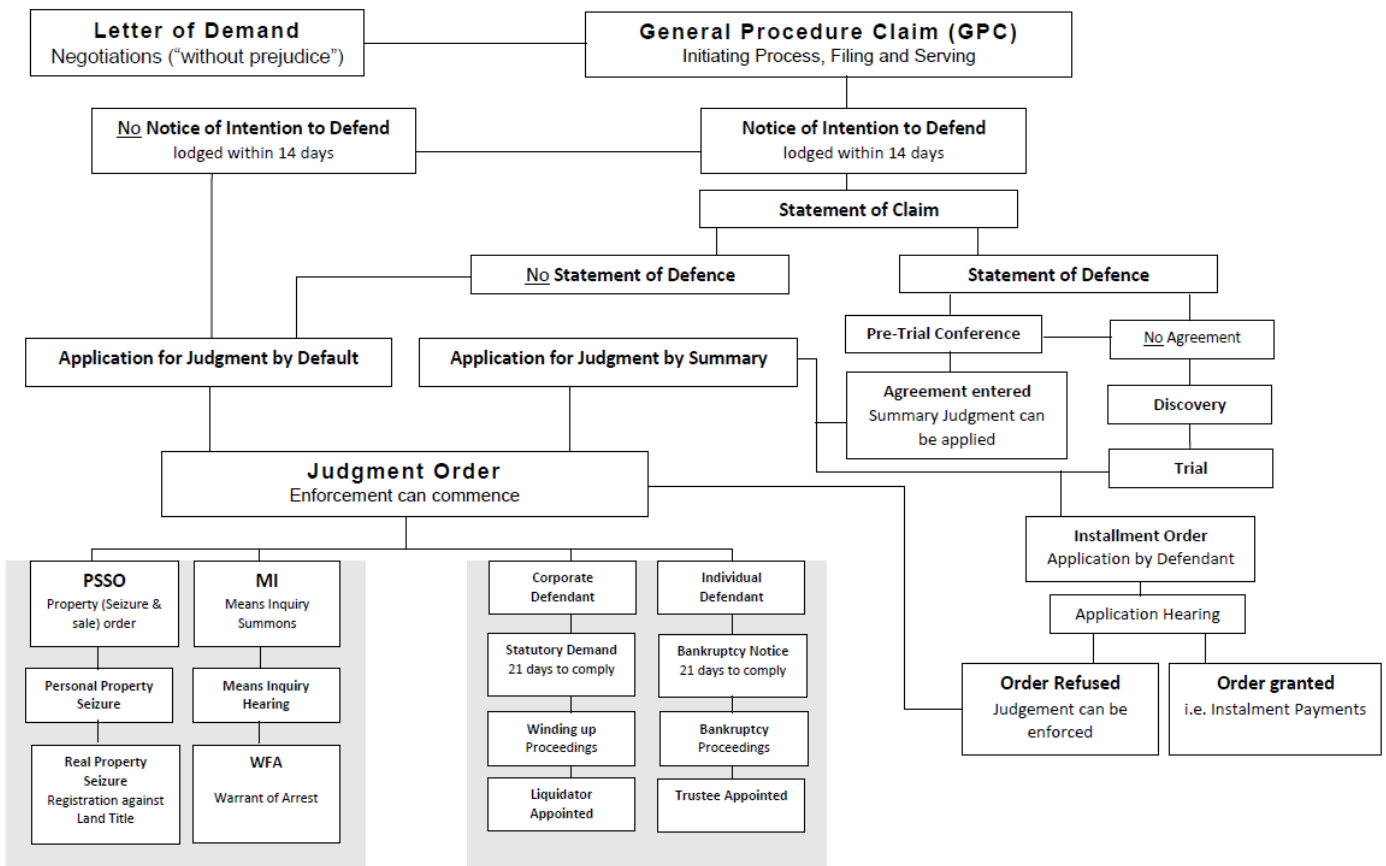 Letter of Demand
Negotiations (“without prejudice”)
General Procedure Claim (GPC)
Initiating Process, Filing and Serving
No Notice of Intention to Defend
lodged within 14 days
Notice of Intention to Defend
lodged within 14 days
Statement of Claim
No Statement of Defence
Statement of Defence
Pre-Trial Conference
No Agreement
Application for Judgment by Default
Application for Judgment by Summary
Agreement entered
Summary Judgment can
be applied
Discovery
Trial
Judgment Order
Enforcement can commence
Installment Order
Application by Defendant
Application Hearing
Order Refused
Judgement can be
enforced
Order granted
i.e. Instalment Payments
PSSO
Property (Seizure &
sale) order
Personal Property
Seizure
Real Property
Seizure
Registration against
Land Title
MI
Means Inquiry
Summons
Means Inquiry
Hearing
WFA
Warrant of Arrest
Corporate
Defendant
Statutory Demand
21 days to comply
Winding up
Proceedings
Liquidator
Appointed
Individual
Defendant
Bankruptcy Notice
21 days to comply
Bankruptcy
Proceedings
Trustee Appointed